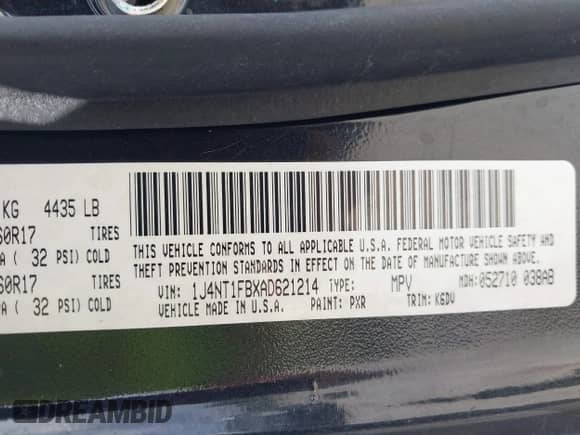 KG 4435 LB
60R17 TIRES
A ( 32 PSI) COLD
60R17 TIRES
A ( 32 PSI) COLD
THIS VEHICLE CONFORMS TO ALL APPLICABLE U.S.A. FEDERAL MOTOR VEHICLE SAFETY AND
THEFT PREVENTION STANDARDS IN EFFECT ON THE DATE OF MANUFACTURE SHOWN ABOVE.
VIN: 1J4NT1FBXAD621214 TYPE: MPV MDH: 052710 038AB
VEHICLE MADE IN U.S.A. PAINT: PXR TRIM: K6DV
DREAMBID